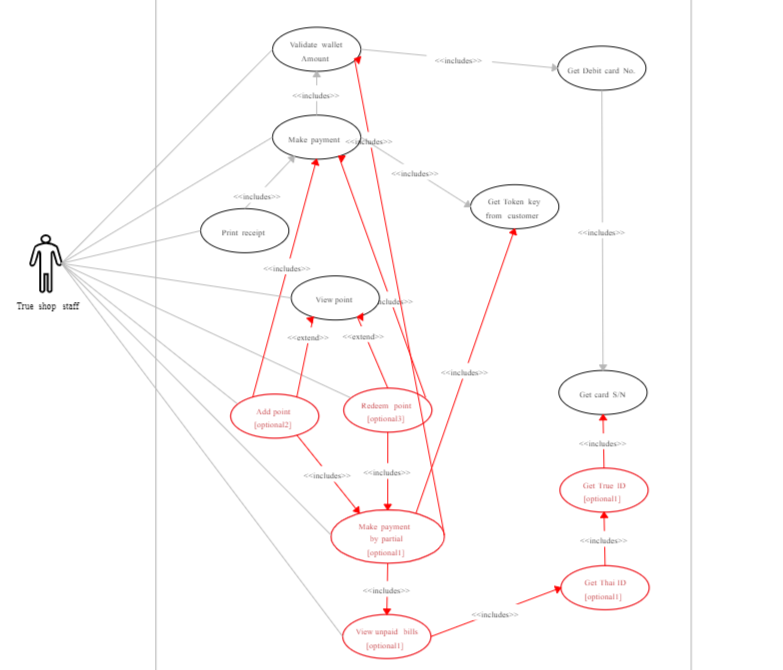 Validate wallet
Amount
<<includes>>
Get Debit card No.
<<includes>>
Make payment
<<includes>>
<<includes>>
<<includes>>
Get Token key
from customer
Print receipt
<<includes>>
True shop staff
<<includes>>
View point
cludes>>
<<extend>>
<<extend>>
<<includes>>
Get card S/N
Add point
[optional2]
Redeem point
[optional3]
<<includes>>
<<includes>>
<<includes>>
Get True ID
[optional1]
Make payment
by partial
[optional1]
<<includes>>
<<includes>>
Get Thai ID
[optional1]
<<includes>>
View unpaid bills
[optional1]